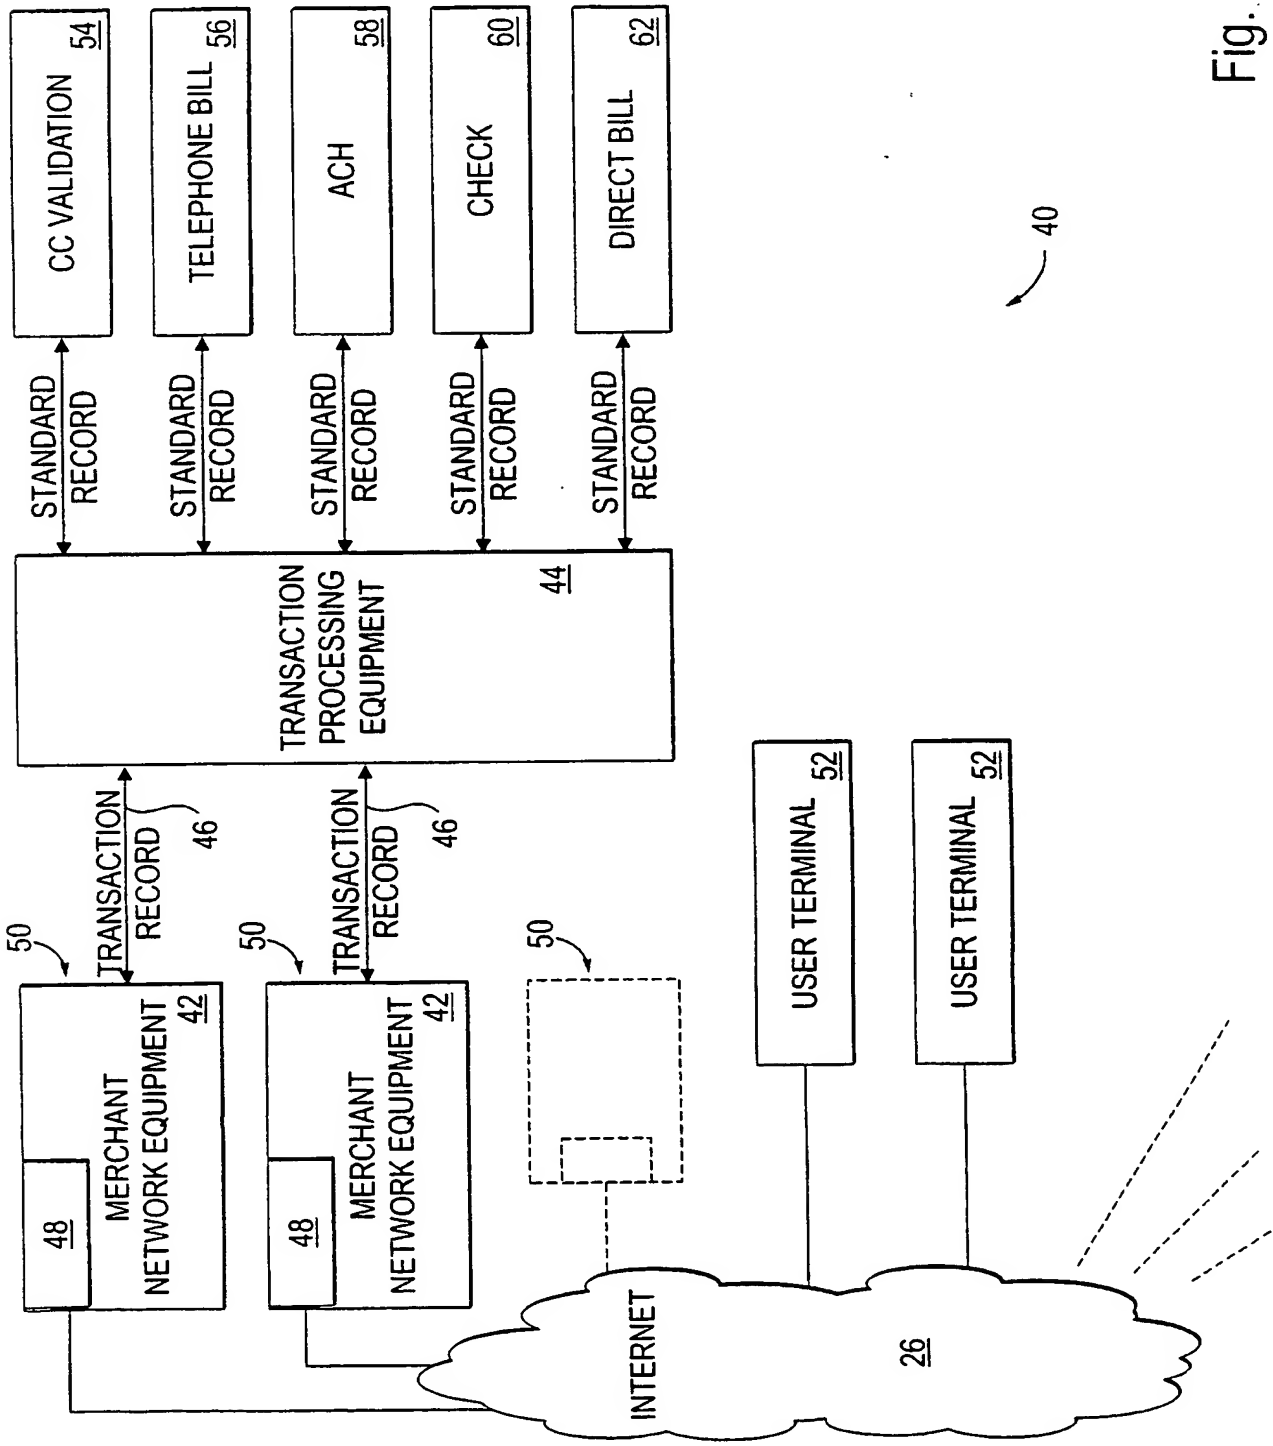 50
TRANSACTION
RECORD
46
48
MERCHANT
NETWORK EQUIPMENT
42
50
TRANSACTION
RECORD
46
48
MERCHANT
NETWORK EQUIPMENT
42
50
TRANSACTION
PROCESSING
EQUIPMENT
44
STANDARD
RECORD
CC VALIDATION
54
STANDARD
RECORD
TELEPHONE BILL
56
STANDARD
RECORD
ACH
58
STANDARD
RECORD
CHECK
60
STANDARD
RECORD
DIRECT BILL
62
INTERNET
26
USER TERMINAL
52
USER TERMINAL
52
40
Fig.